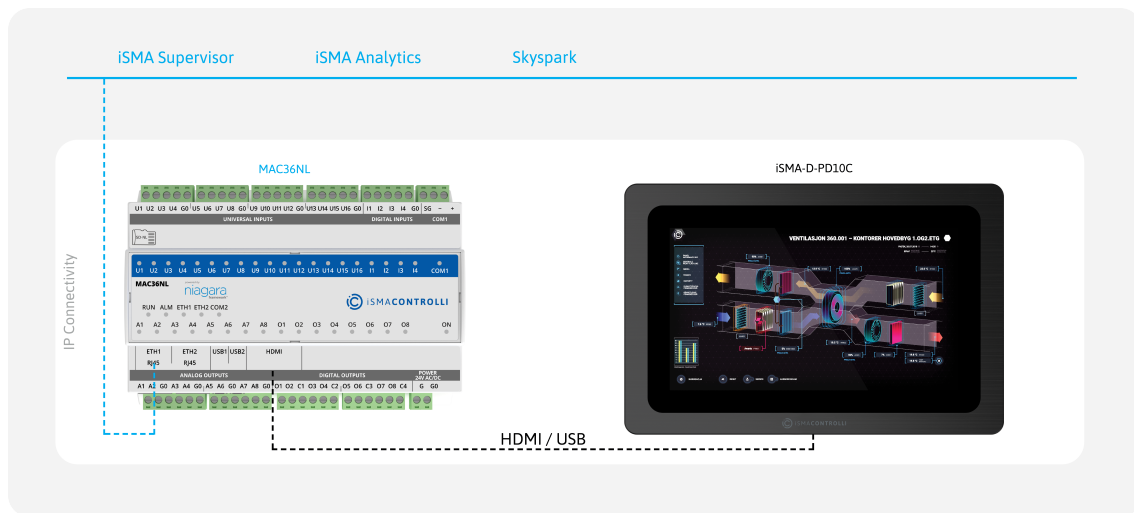 iSMA Supervisor iSMA Analytics Skyspark
IP Connectivity
MAC36NL
U1 U2 U3 U4 G0 U5 U6 U7 U8 G0 U9 U10 U11 U12 G0 U13 U14 U15 U16 G0 I1 I2 I3 I4 G0 SG − +
UNIVERSAL INPUTS DIGITAL INPUTS COM1
U1 U2 U3 U4 U5 U6 U7 U8 U9 U10 U11 U12 U13 U14 U15 U16 I1 I2 I3 I4 COM1
MAC36NL
niagara
iSMACONTROLLI
RUN ALM ETH1 ETH2 COM2
A1 A2 A3 A4 A5 A6 A7 A8 O1 O2 O3 O4 O5 O6 O7 O8 ON
ETH1 ETH2 USB1 USB2 HDMI
RJ45 RJ45
ANALOG OUTPUTS DIGITAL OUTPUTS POWER
24V AC/DC
A1 A2 G0 A3 A4 G0 A5 A6 G0 A7 A8 G0 O1 O2 C1 O3 O4 C2 O5 O6 C3 O7 O8 C4 G G0
iSMA-D-PD10C
VENTILASJON 360.001 – KONTORER HOVEDBYG 1.OG2.ETG
iSMACONTROLLI
HDMI / USB